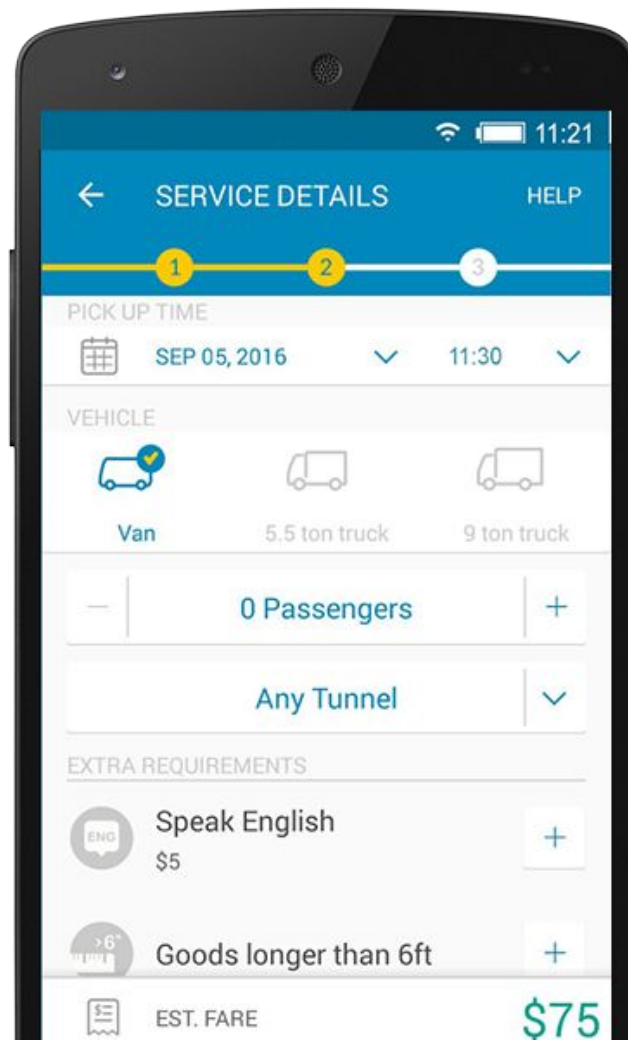 11:21
SERVICE DETAILS HELP
1 2 3
PICK UP TIME
SEP 05, 2016 11:30
VEHICLE
Van 5.5 ton truck 9 ton truck
0 Passengers
Any Tunnel
EXTRA REQUIREMENTS
ENG
Speak English
$5
>6"
Goods longer than 6ft
EST. FARE $75